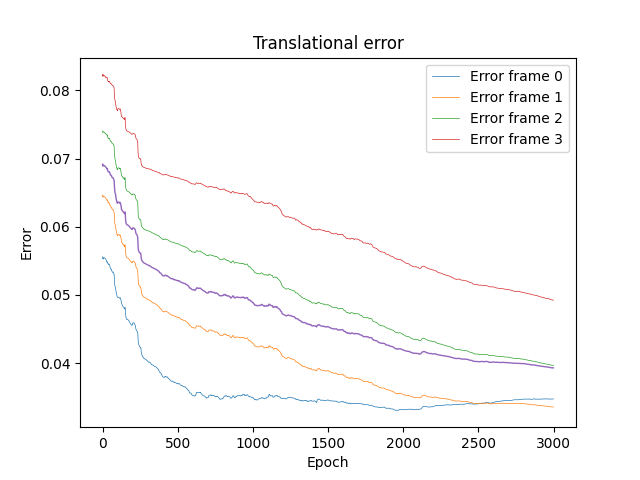 Translational error
Error frame 0
Error frame 1
Error frame 2
Error frame 3
0.08
0.07
0.06
0.05
0.04
Error
0
500
1000
1500
2000
2500
3000
Epoch